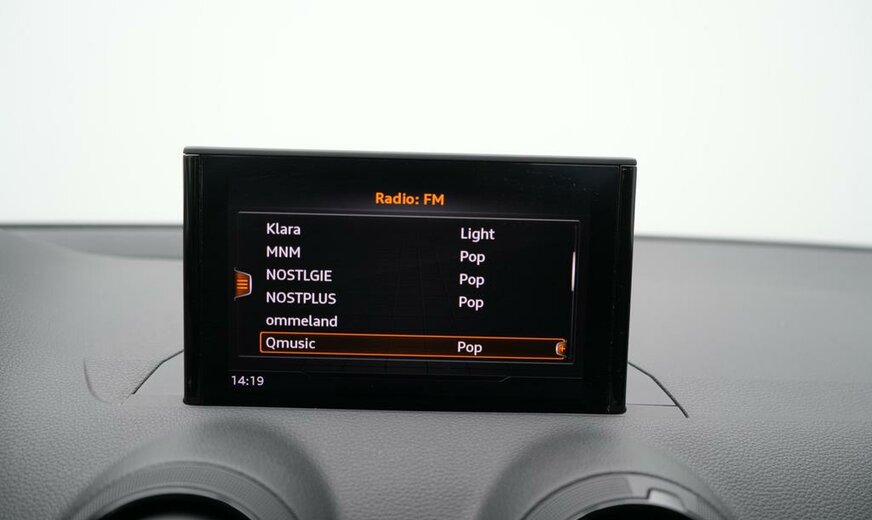 Radio: FM
Klara Light
MNM Pop
NOSTLGIE Pop
NOSTPLUS Pop
ommeland
Qmusic Pop
14:19